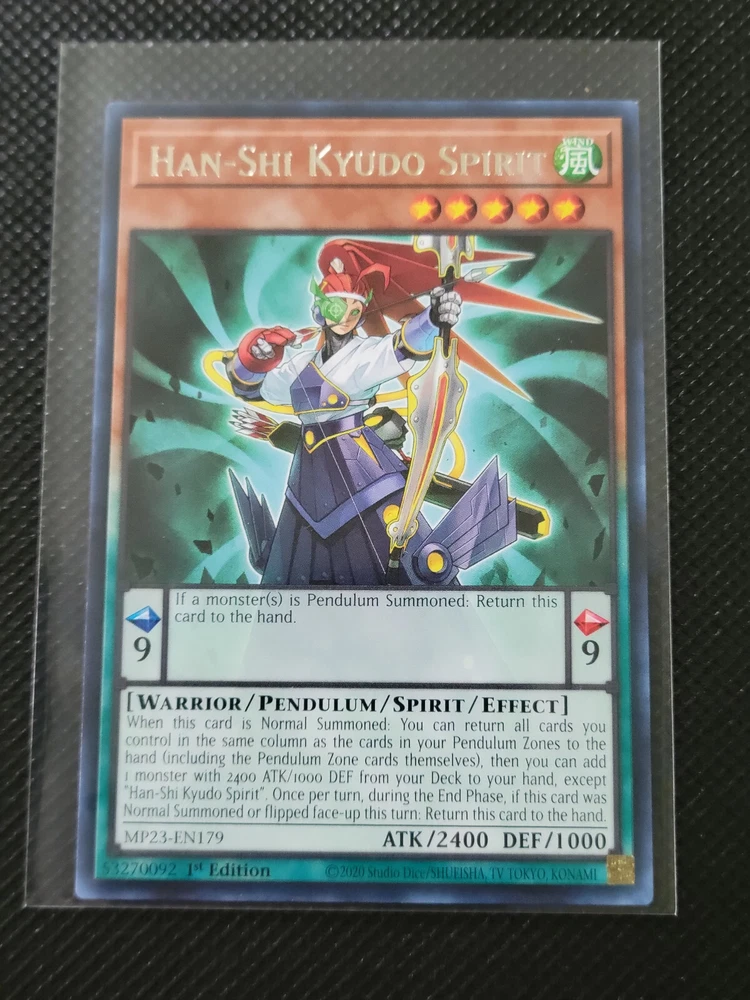 HAN-SHI KYUDO SPIRIT
WIND
風
If a monster(s) is Pendulum Summoned: Return this
card to the hand.
9
9
[WARRIOR/PENDULUM/SPIRIT/EFFECT]
When this card is Normal Summoned: You can return all cards you
control in the same column as the cards in your Pendulum Zones to the
hand (including the Pendulum Zone cards themselves), then you can add
1 monster with 2400 ATK/1000 DEF from your Deck to your hand, except
"Han-Shi Kyudo Spirit". Once per turn, during the End Phase, if this card was
Normal Summoned or flipped face-up this turn: Return this card to the hand.
MP23-EN179
ATK/2400 DEF/1000
53270092 1st Edition
©2020 Studio Dice/SHUEISHA, TV TOKYO, KONAMI